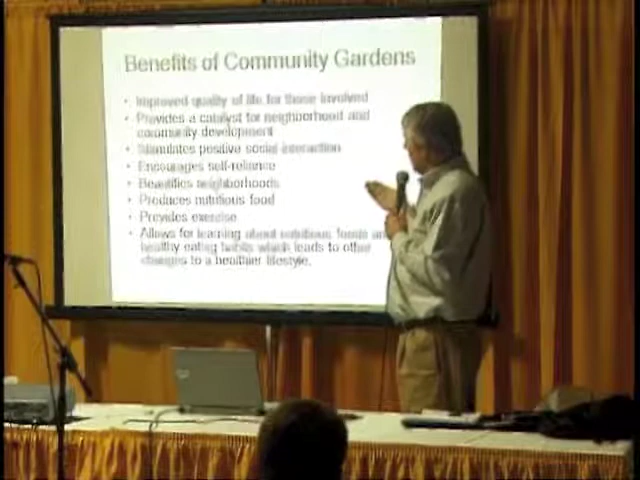 Benefits of Community Gardens
• Improved quality of life for those involved
• Provides a catalyst for neighborhood and
community development
• Stimulates positive social interaction
• Encourages self-reliance
• Beautifies neighborhoods
• Produces nutritious food
• Provides exercise
• Allows for learning about nutritious foods
healthy eating habits which leads to other
changes to a healthier lifestyle.